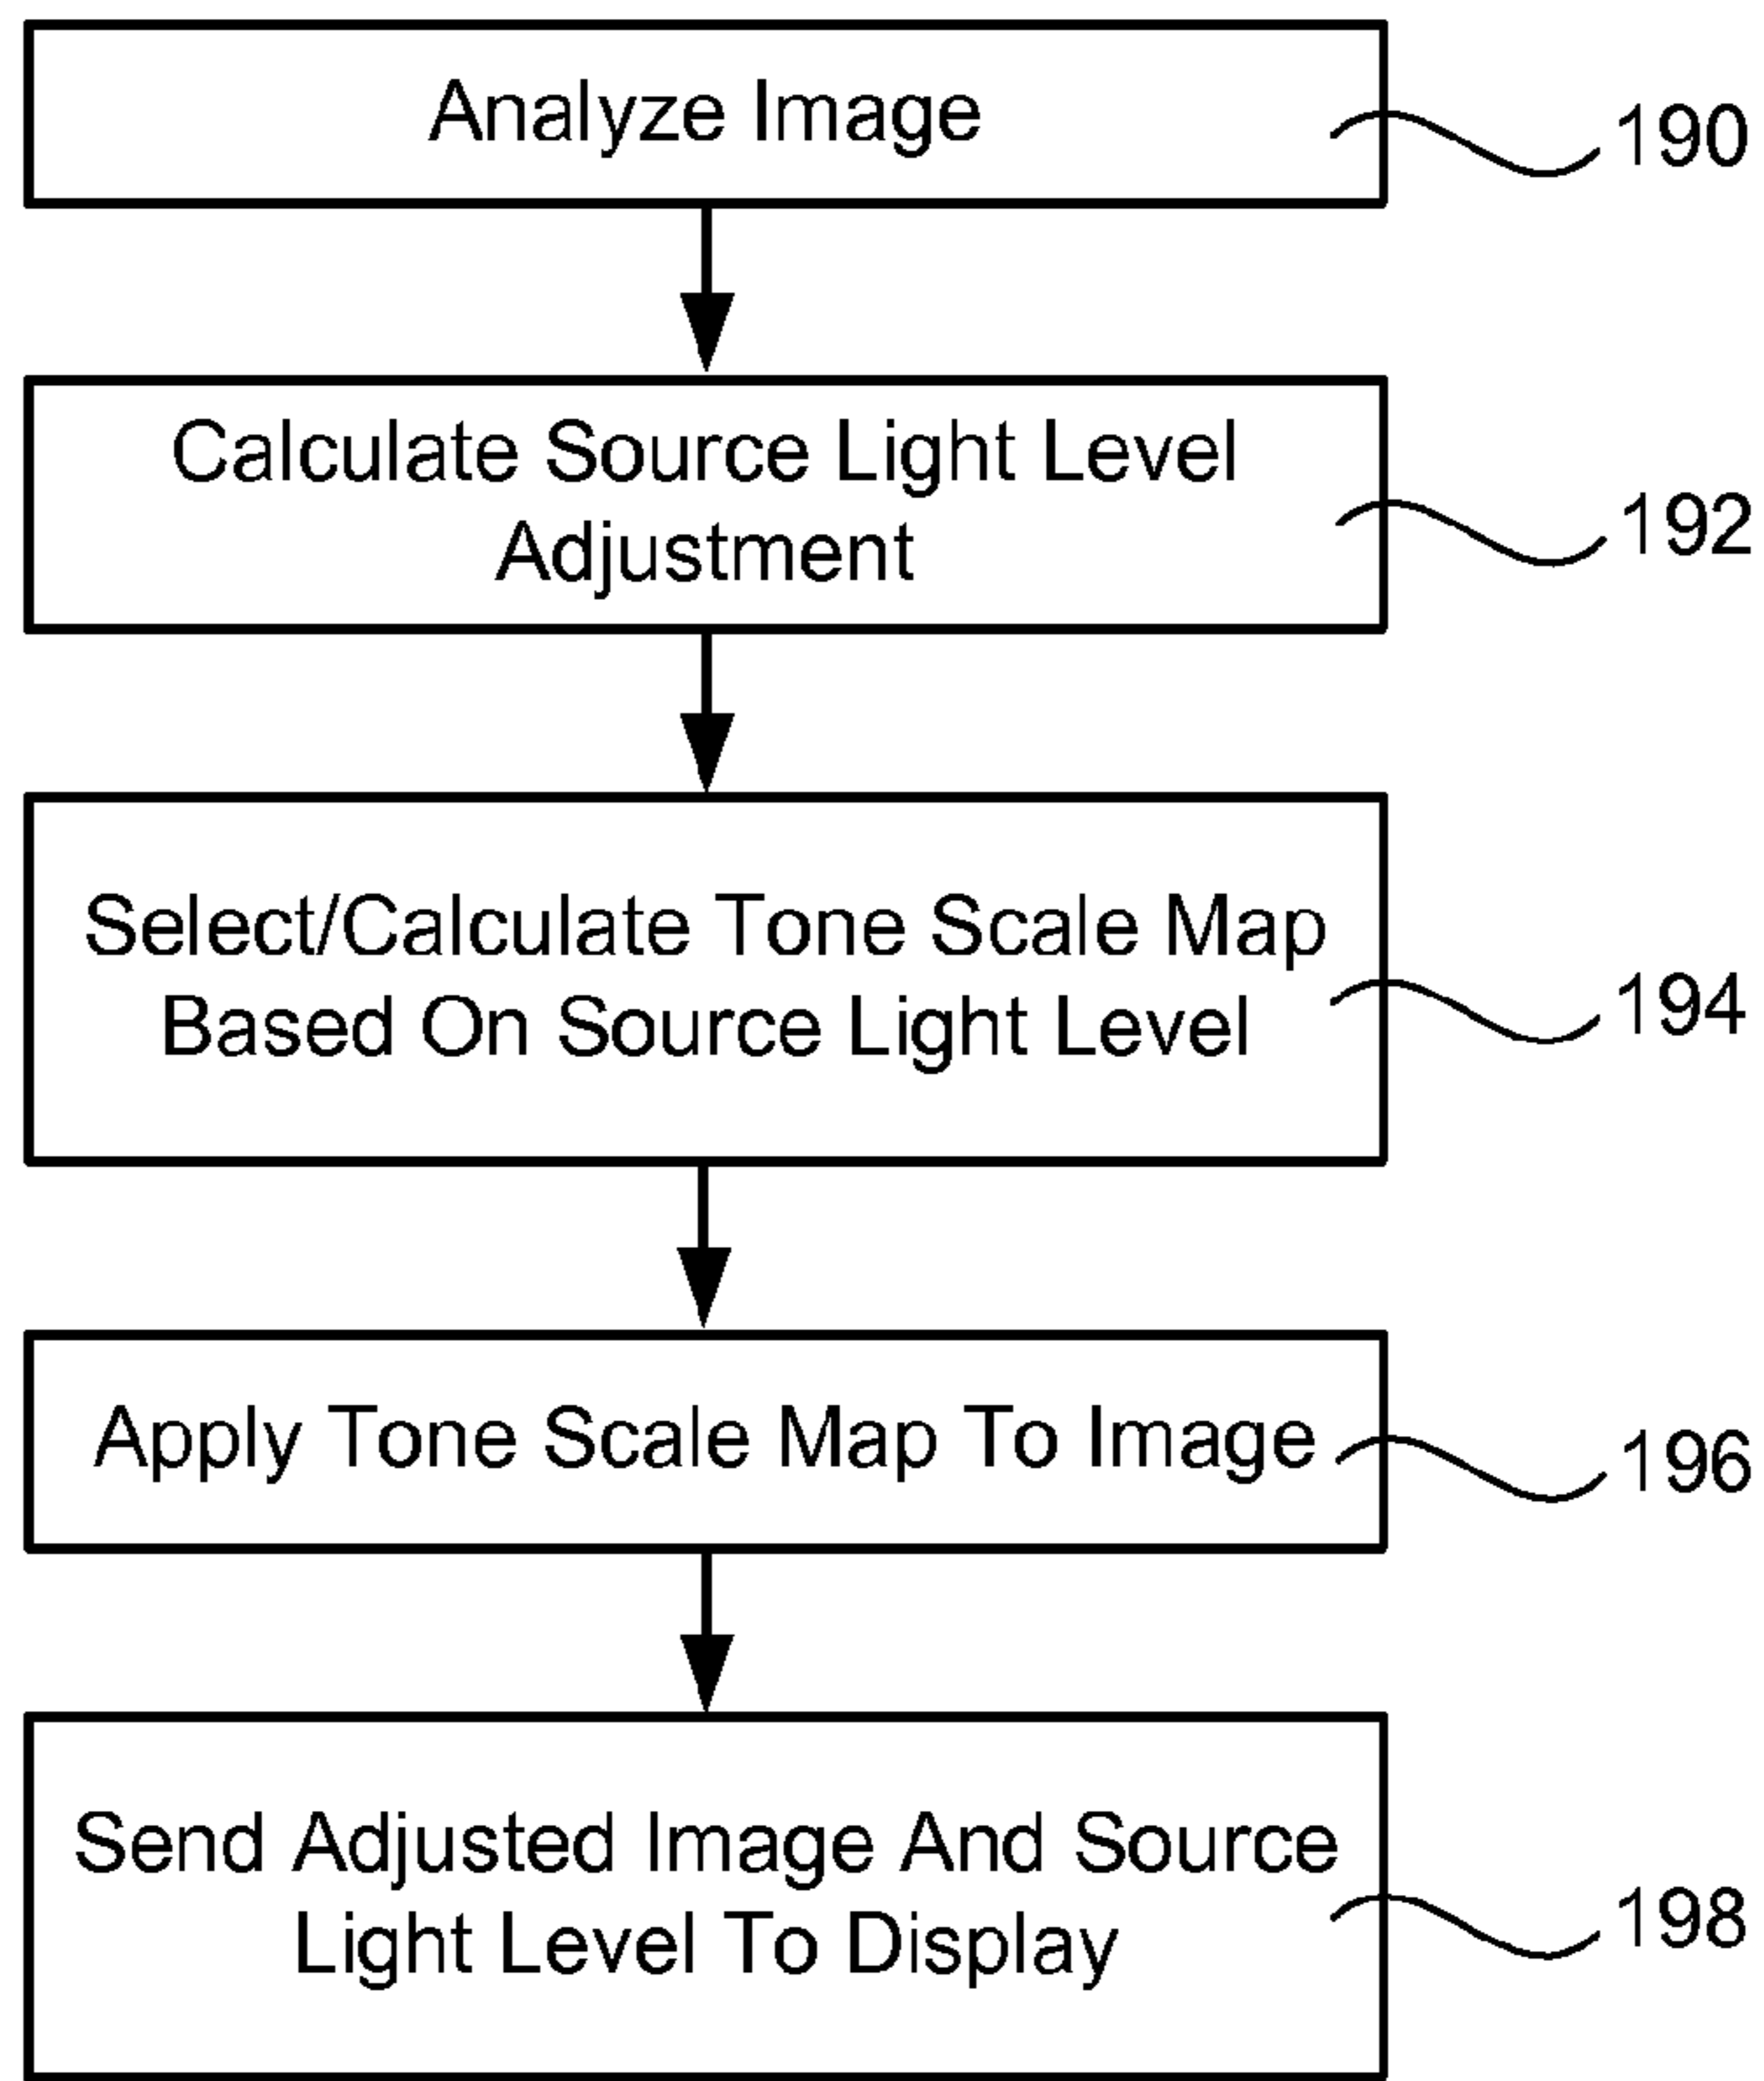 Analyze Image
190
Calculate Source Light Level
Adjustment
192
Select/Calculate Tone Scale Map
Based On Source Light Level
194
Apply Tone Scale Map To Image
196
Send Adjusted Image And Source
Light Level To Display
198